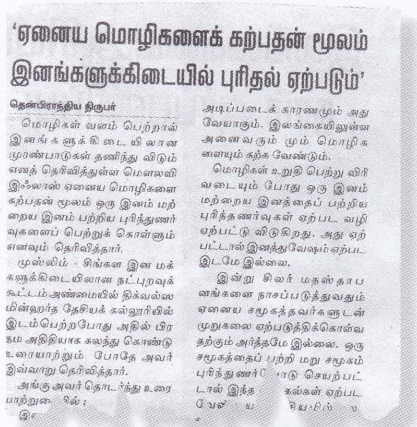 ‘ஏனைய மொழிகளைக் கற்பதன் மூலம்
இனங்களுக்கிடையில் புரிதல் ஏற்படும்’
தென்பிராந்திய நிருபர்
மொழிகள் வளம் பெற்றால்
இனங்களுக்கிடையிலான
முரண்பாடுகள் தணிந்து விடும்
எனத் தெரிவித்துள்ள மௌலவி
இஃலாஸ் ஏனைய மொழிகளை
கற்பதன் மூலம் ஒரு இனம் மற்
றைய இனம் பற்றிய புரிந்துணர்
வுகளைப் பெற்றுக் கொள்ளும்
எனவும் தெரிவித்தார்.
முஸ்லிம் - சிங்கள இன மக்
களுக்கிடையிலான நட்புறவுக்
கூட்டம் அண்மையில் திக்வல்ல
மின்ஹாத் தேசியக் கல்லூரியில்
இடம்பெற்றபோது அதில் பிர
தம அதிதியாக கலந்து கொண்டு
உரையாற்றும் போதே அவர்
இவ்வாறு தெரிவித்தார்.
அங்கு அவர் தொடர்ந்து உரை
அடிப்படைக் காரணமும் அது
வேயாகும். இலங்கையிலுள்ள
அனைவரும் மும் மொழிக
ளையும் கற்க வேண்டும்.
மொழிகள் உறுதி பெற்று விரி
வடையும் போது ஒரு இனம்
மற்றைய இனத்தைப் பற்றிய
புரிந்துணர்வுகள் ஏற்பட வழி
ஏற்பட்டு விடுகிறது. அது ஏற்
பட்டால் இனத்துவேஷம் ஏற்பட
இடமே இல்லை.
இன்று சிலர் மதஸ்தாப
னங்களை நாசப்படுத்துவதும்
ஏனைய சமூகத்தவர்களுடன்
முறுகலை ஏற்படுத்திக்கொள்வ
தற்கும் அர்த்தமே இல்லை. ஒரு
சமூகத்தைப் பற்றி மறு சமூகம்
செயற்பட்
டால் இந்த ஏற்பட